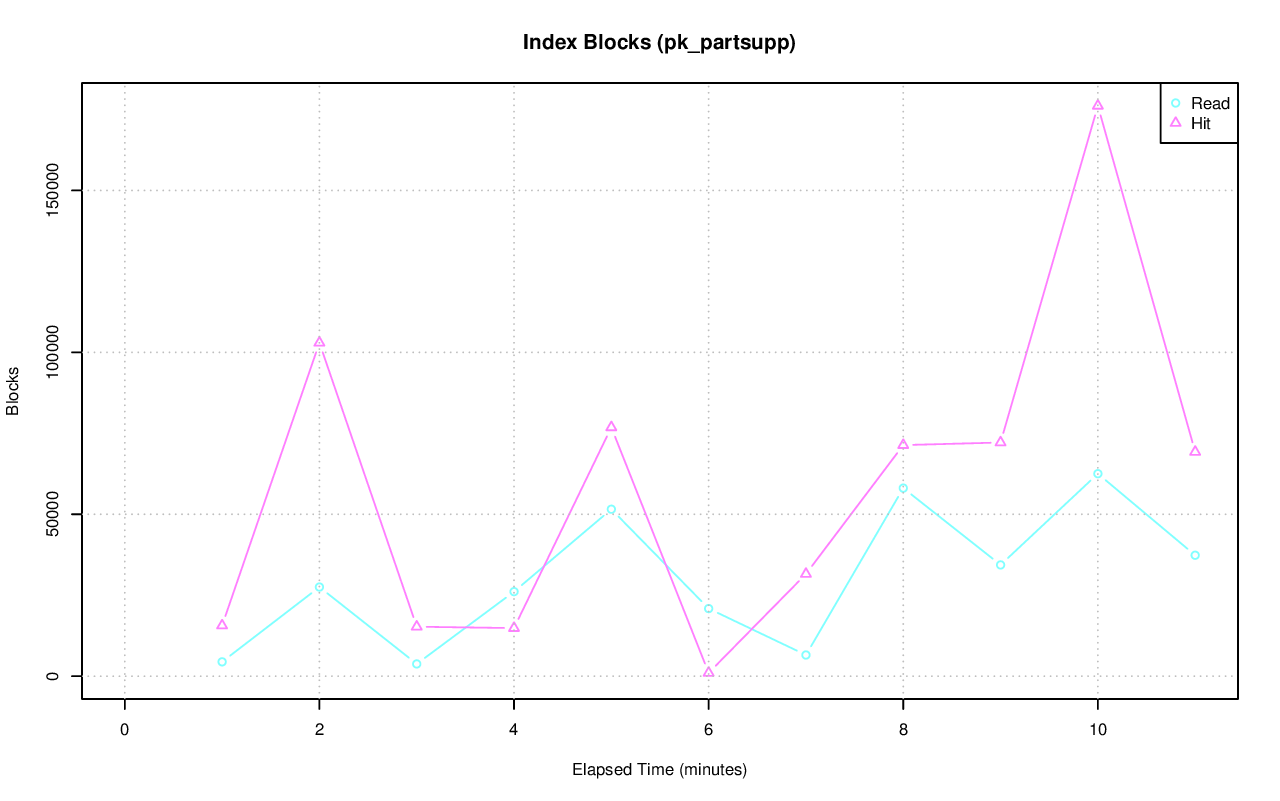 Index Blocks (pk_partsupp)
Read
Hit
Blocks
150000
100000
50000
0
0 2 4 6 8 10
Elapsed Time (minutes)